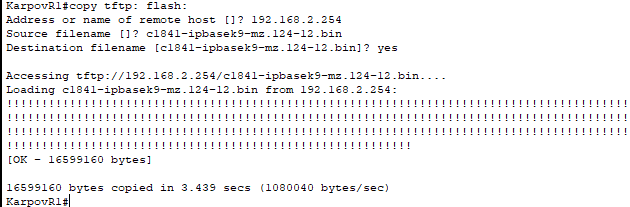 KarpovR1#copy tftp: flash:
Address or name of remote host []? 192.168.2.254
Source filename []? c1841-ipbasek9-mz.124-12.bin
Destination filename [c1841-ipbasek9-mz.124-12.bin]? yes
Accessing tftp://192.168.2.254/c1841-ipbasek9-mz.124-12.bin....
Loading c1841-ipbasek9-mz.124-12.bin from 192.168.2.254:
!!!!!!!!!!!!!!!!!!!!!!!!!!!!!!!!!!!!!!!!!!!!!!!!!!!!!!!!!!!!!!!!!!!!!!!!!!!!!!!!!!!!!!!!!
!!!!!!!!!!!!!!!!!!!!!!!!!!!!!!!!!!!!!!!!!!!!!!!!!!!!!!!!!!!!!!!!!!!!!!!!!!!!!!!!!!!!!!!!!
!!!!!!!!!!!!!!!!!!!!!!!!!!!!!!!!!!!!!!!!!!!!!!!!!!!!!!!!!!!!!!!!!!!!!!!!!!!!!!!!!!!!!!!!!
!!!!!!!!!!!!!!!!!!!!!!!!!!!!!!!!!!!!!!!!!!!!!!!!!!!!!!!!!!
[OK - 16599160 bytes]
16599160 bytes copied in 3.439 secs (1080040 bytes/sec)
KarpovR1#